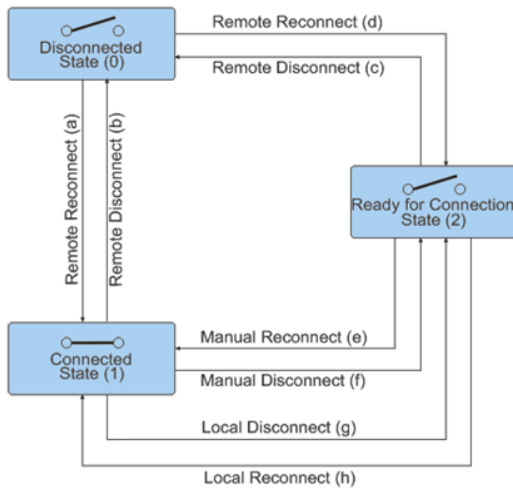 Remote Reconnect (d)
Disconnected
State (0)
Remote Disconnect (c)
Remote Reconnect (a)
Remote Disconnect (b)
Ready for Connection
State (2)
Manual Reconnect (e)
Connected
State (1)
Manual Disconnect (f)
Local Disconnect (g)
Local Reconnect (h)